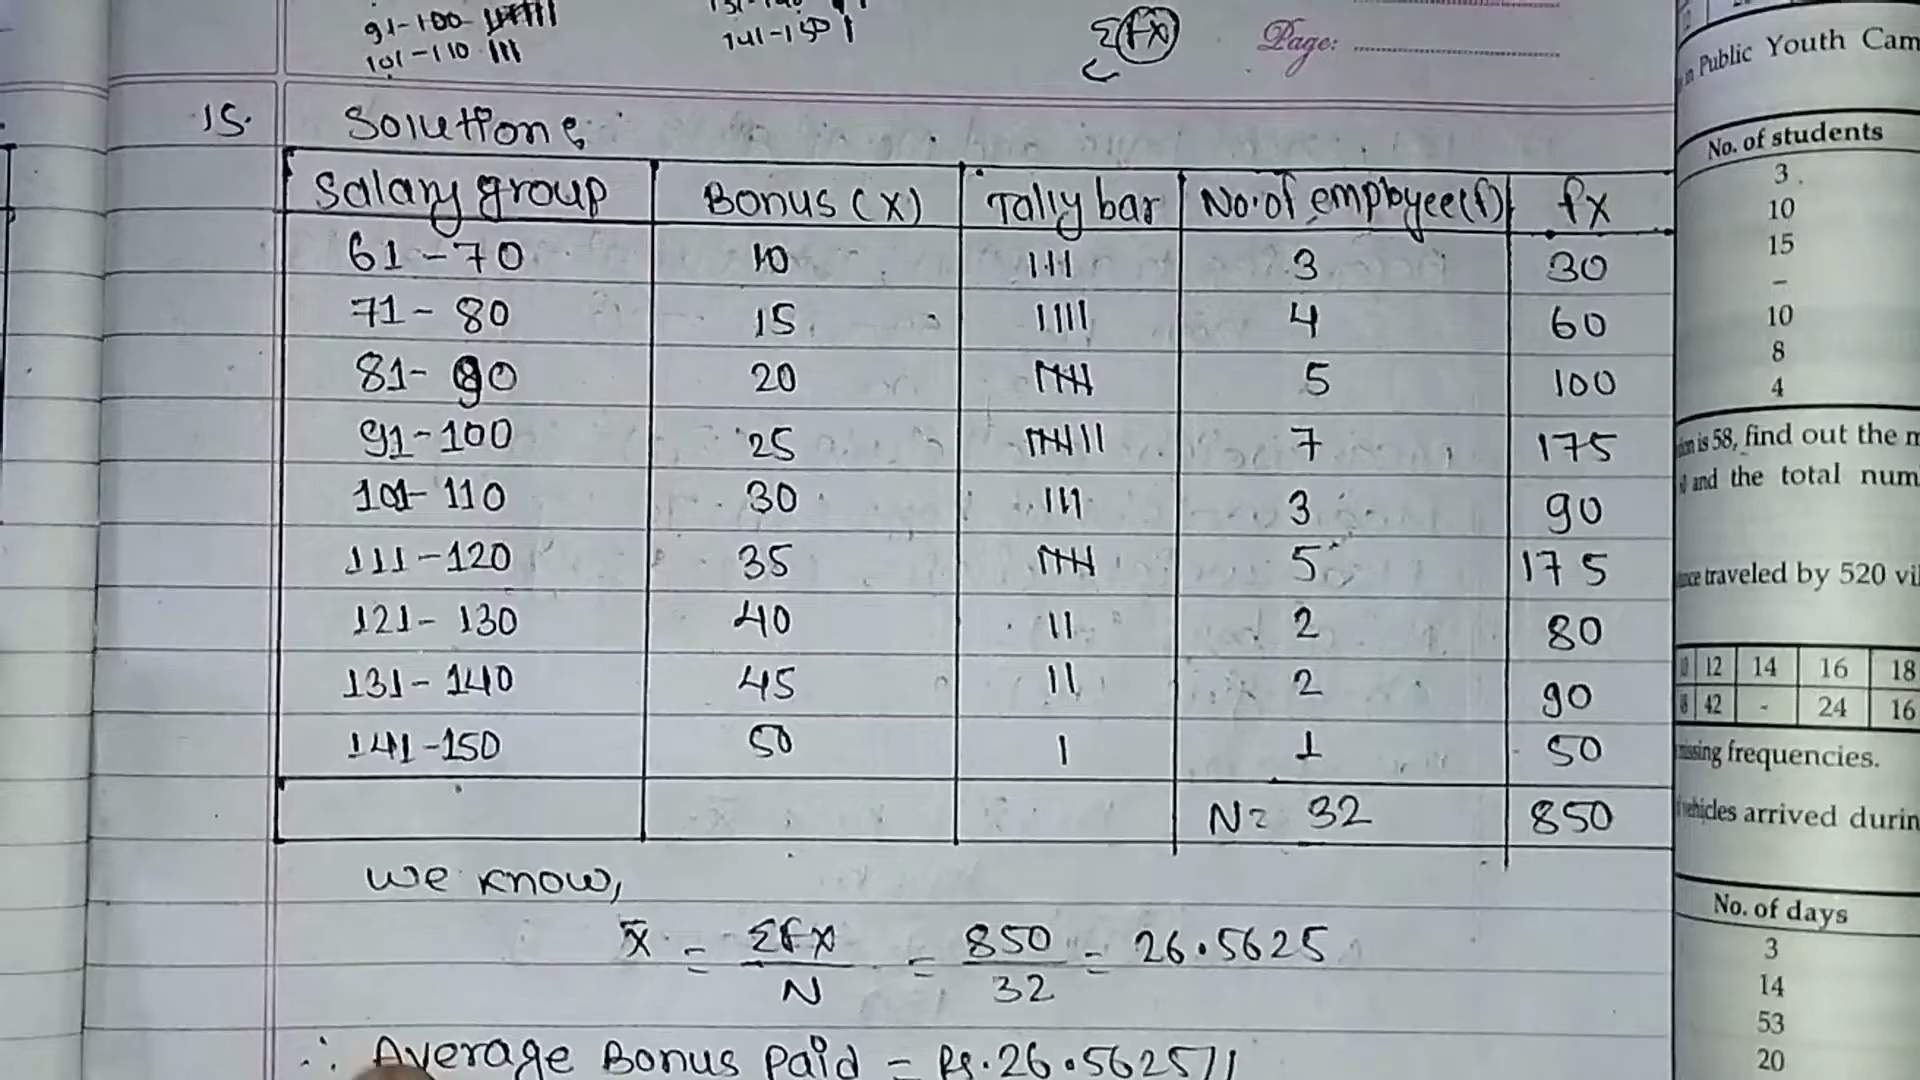 91-100
101-110 |||
141-150 |
Σ(fx)
Page:
15. Solution:
Salary group Bonus (x) Tally bar No. of employee(f) fx
61-70 10 ||| 3 30
71-80 15 |||| 4 60
81-90 20 𝍸 5 100
91-100 25 𝍸|| 7 175
101-110 30 ||| 3 90
111-120 35 𝍸 5 175
121-130 40 || 2 80
131-140 45 || 2 90
141-150 50 | 1 50
N= 32 850
we know,
x̄ = Σfx/N = 850/32 = 26.5625
∴ Average Bonus Paid = Rs. 26.5625//
Public Youth Cam
No. of students
3
10
15
-
10
8
4
is 58, find out the m
and the total num
traveled by 520 vil
12 14 16 18
42 - 24 16
missing frequencies.
vehicles arrived durin
No. of days
3
14
53
20